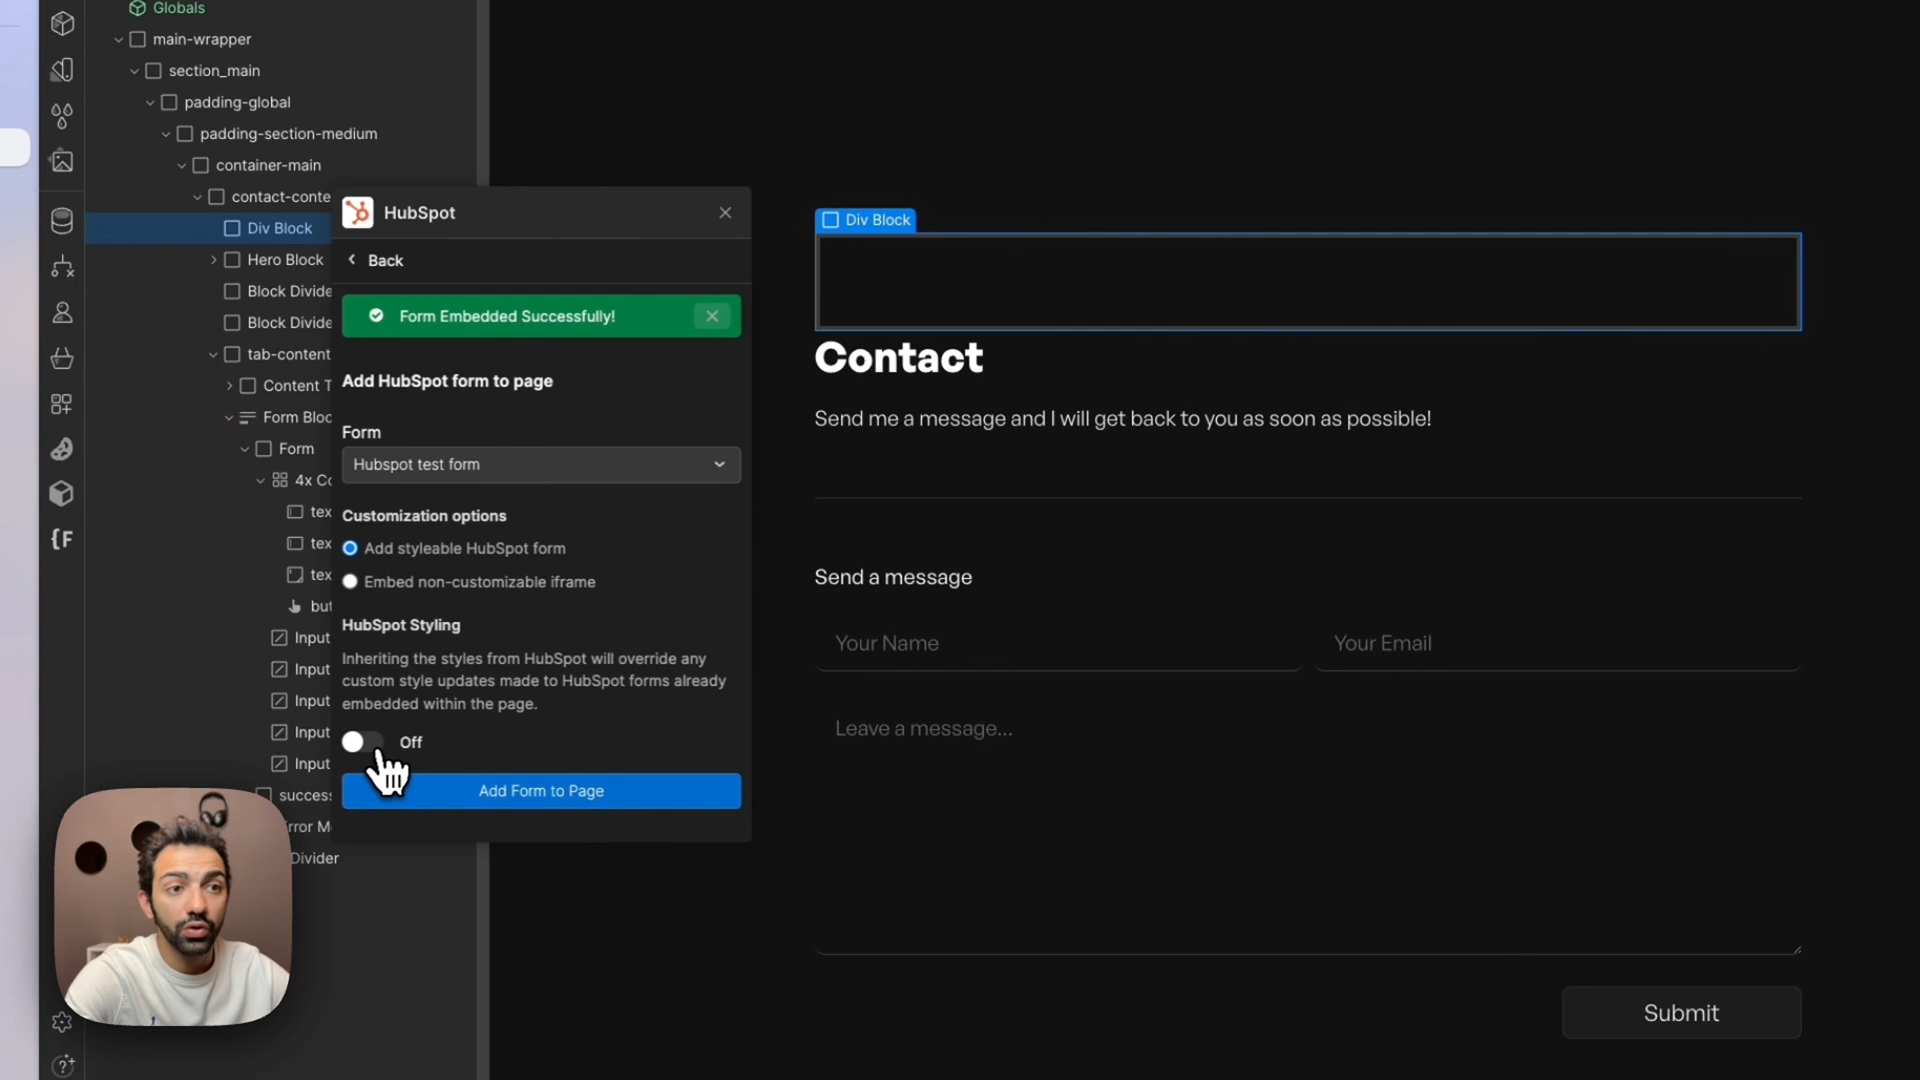 Globals
main-wrapper
section_main
padding-global
padding-section-medium
container-main
contact-conte
Div Block
Hero Block
Block Divide
Block Divide
tab-content
Content T
Form Bloc
Form
4x Co
tex
tex
tex
but
Input
Input
Input
Input
Input
succes
rror M
Divider
{F
HubSpot
Back
Form Embedded Successfully!
Add HubSpot form to page
Form
Hubspot test form
Customization options
Add styleable HubSpot form
Embed non-customizable iframe
HubSpot Styling
Inheriting the styles from HubSpot will override any
custom style updates made to HubSpot forms already
embedded within the page.
Off
Add Form to Page
Div Block
Contact
Send me a message and I will get back to you as soon as possible!
Send a message
Your Name
Your Email
Leave a message...
Submit